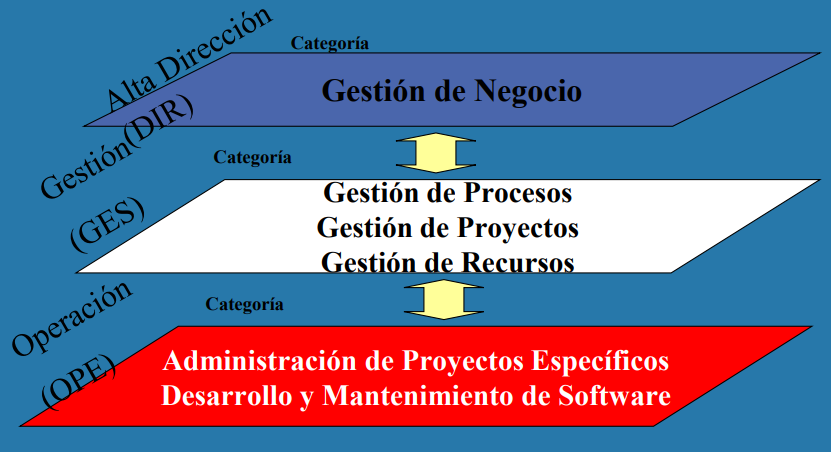 Categoría
Alta Dirección
(DIR)
Gestión de Negocio
Categoría
Gestión
(GES)
Gestión de Procesos
Gestión de Proyectos
Gestión de Recursos
Categoría
Operación
(OPE)
Administración de Proyectos Específicos
Desarrollo y Mantenimiento de Software